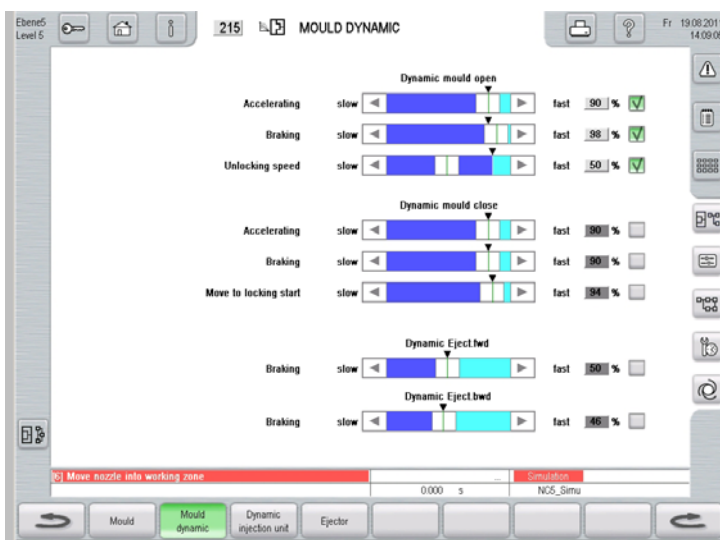 Ebene5
Level 5
215 MOULD DYNAMIC
Fr 19.08.201
14:09:0
Dynamic mould open
Accelerating slow fast 90 %
Braking slow fast 98 %
Unlocking speed slow fast 50 %
Dynamic mould close
Accelerating slow fast 90 %
Braking slow fast 90 %
Move to locking start slow fast 94 %
Dynamic Eject.fwd
Braking slow fast 50 %
Dynamic Eject.bwd
Braking slow fast 46 %
[6] Move nozzle into working zone ... Simulation
0.000 s NC5_Simu
Mould
Mould dynamic
Dynamic injection unit
Ejector